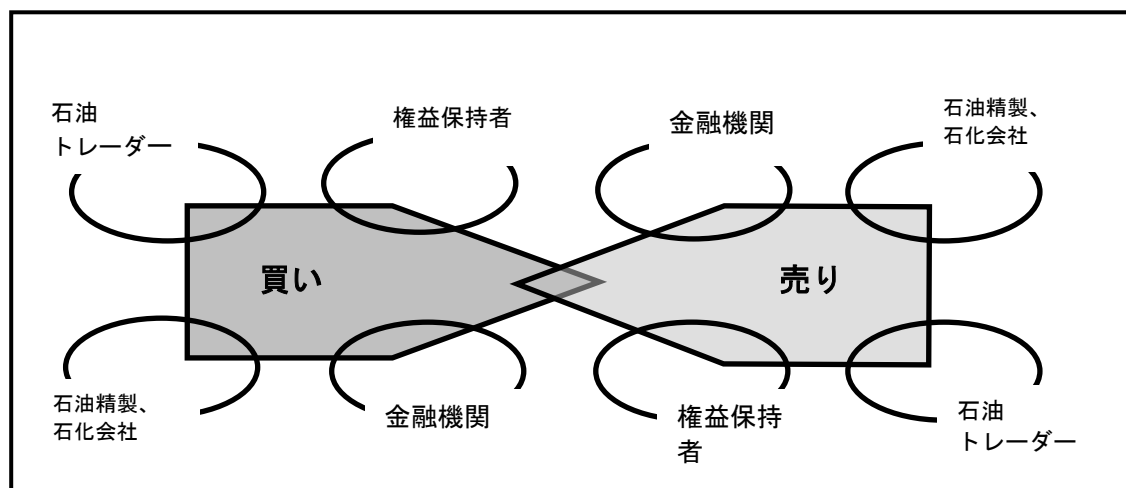 石油
トレーダー
権益保持者
金融機関
石油精製、
石化会社
買い
売り
石油精製、
石化会社
金融機関
権益保持
者
石油
トレーダー